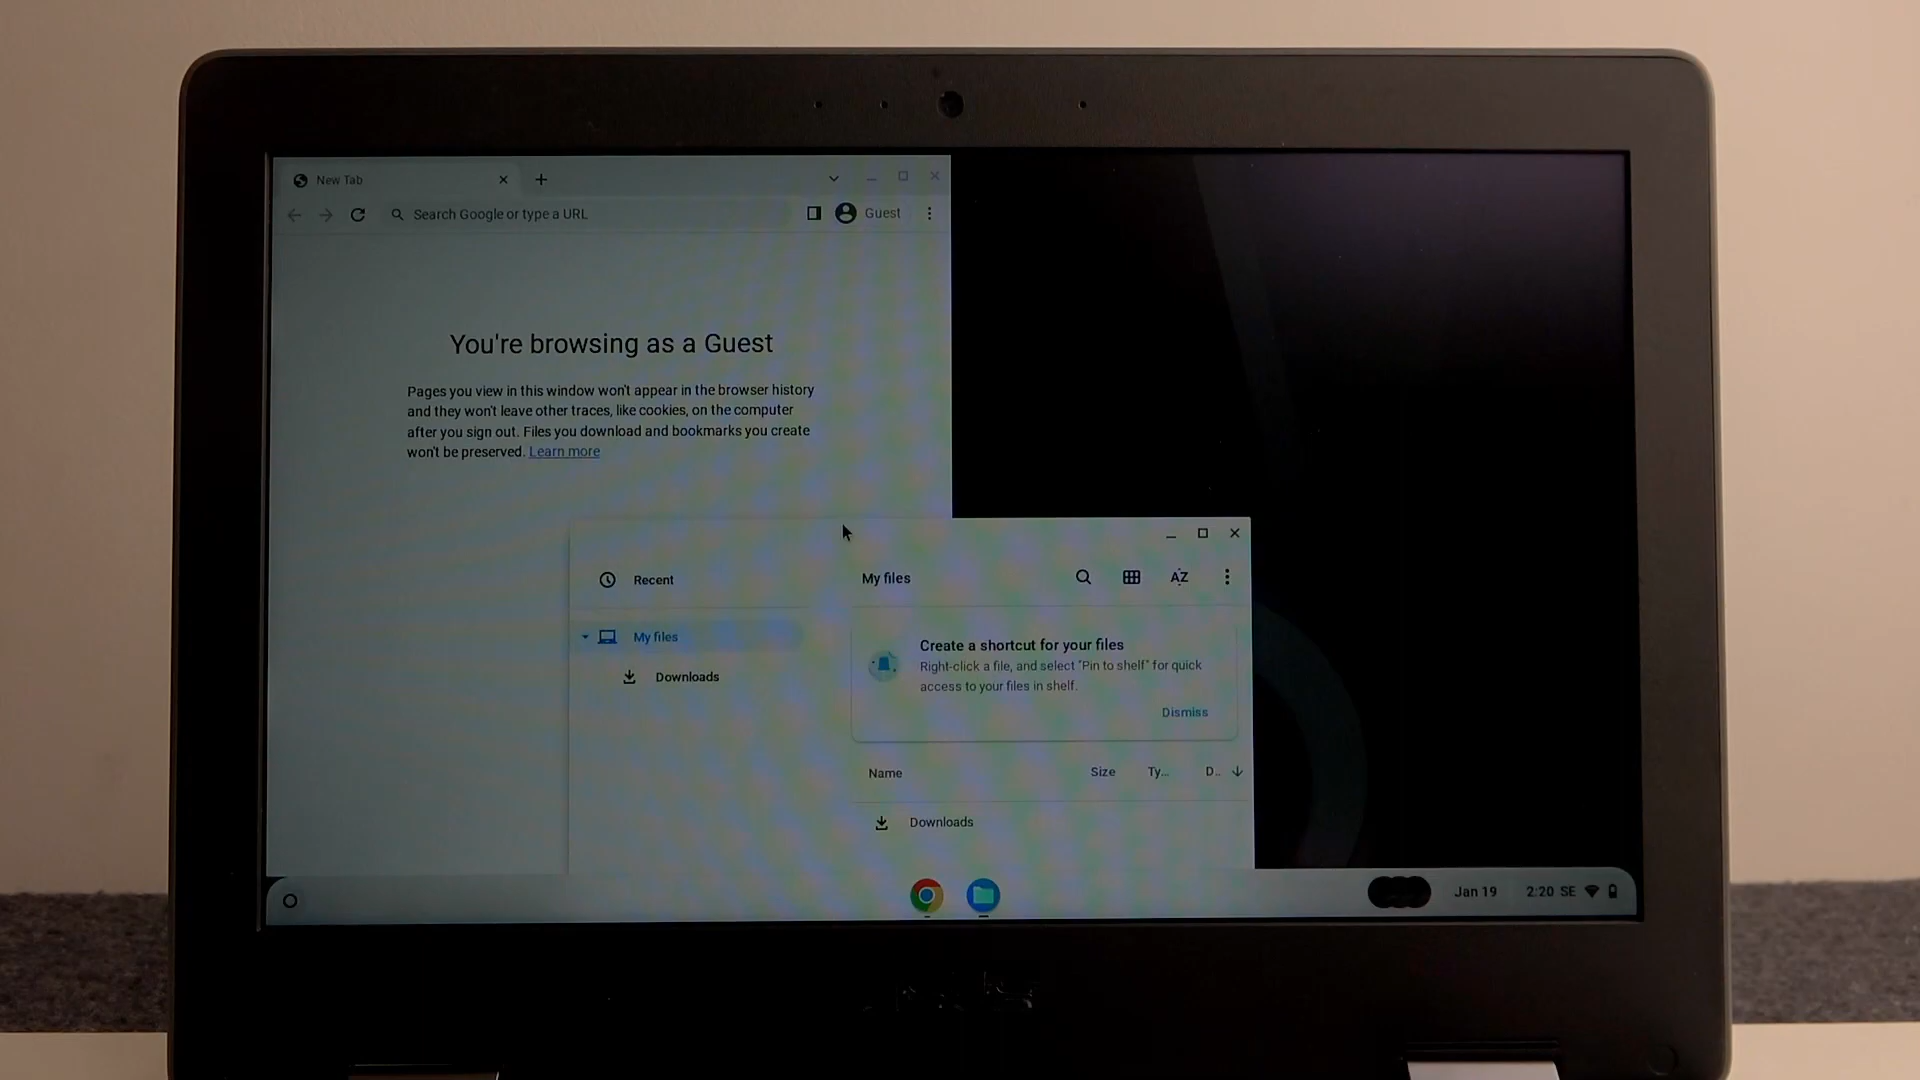 New Tab
Search Google or type a URL
Guest
You're browsing as a Guest
Pages you view in this window won't appear in the browser history
and they won't leave other traces, like cookies, on the computer
after you sign out. Files you download and bookmarks you create
won't be preserved. Learn more
Recent
My files
Downloads
My files
AZ
Create a shortcut for your files
Right-click a file, and select "Pin to shelf" for quick
access to your files in shelf.
Dismiss
Name Size Ty... D..
Downloads
Jan 19 2:20 SE